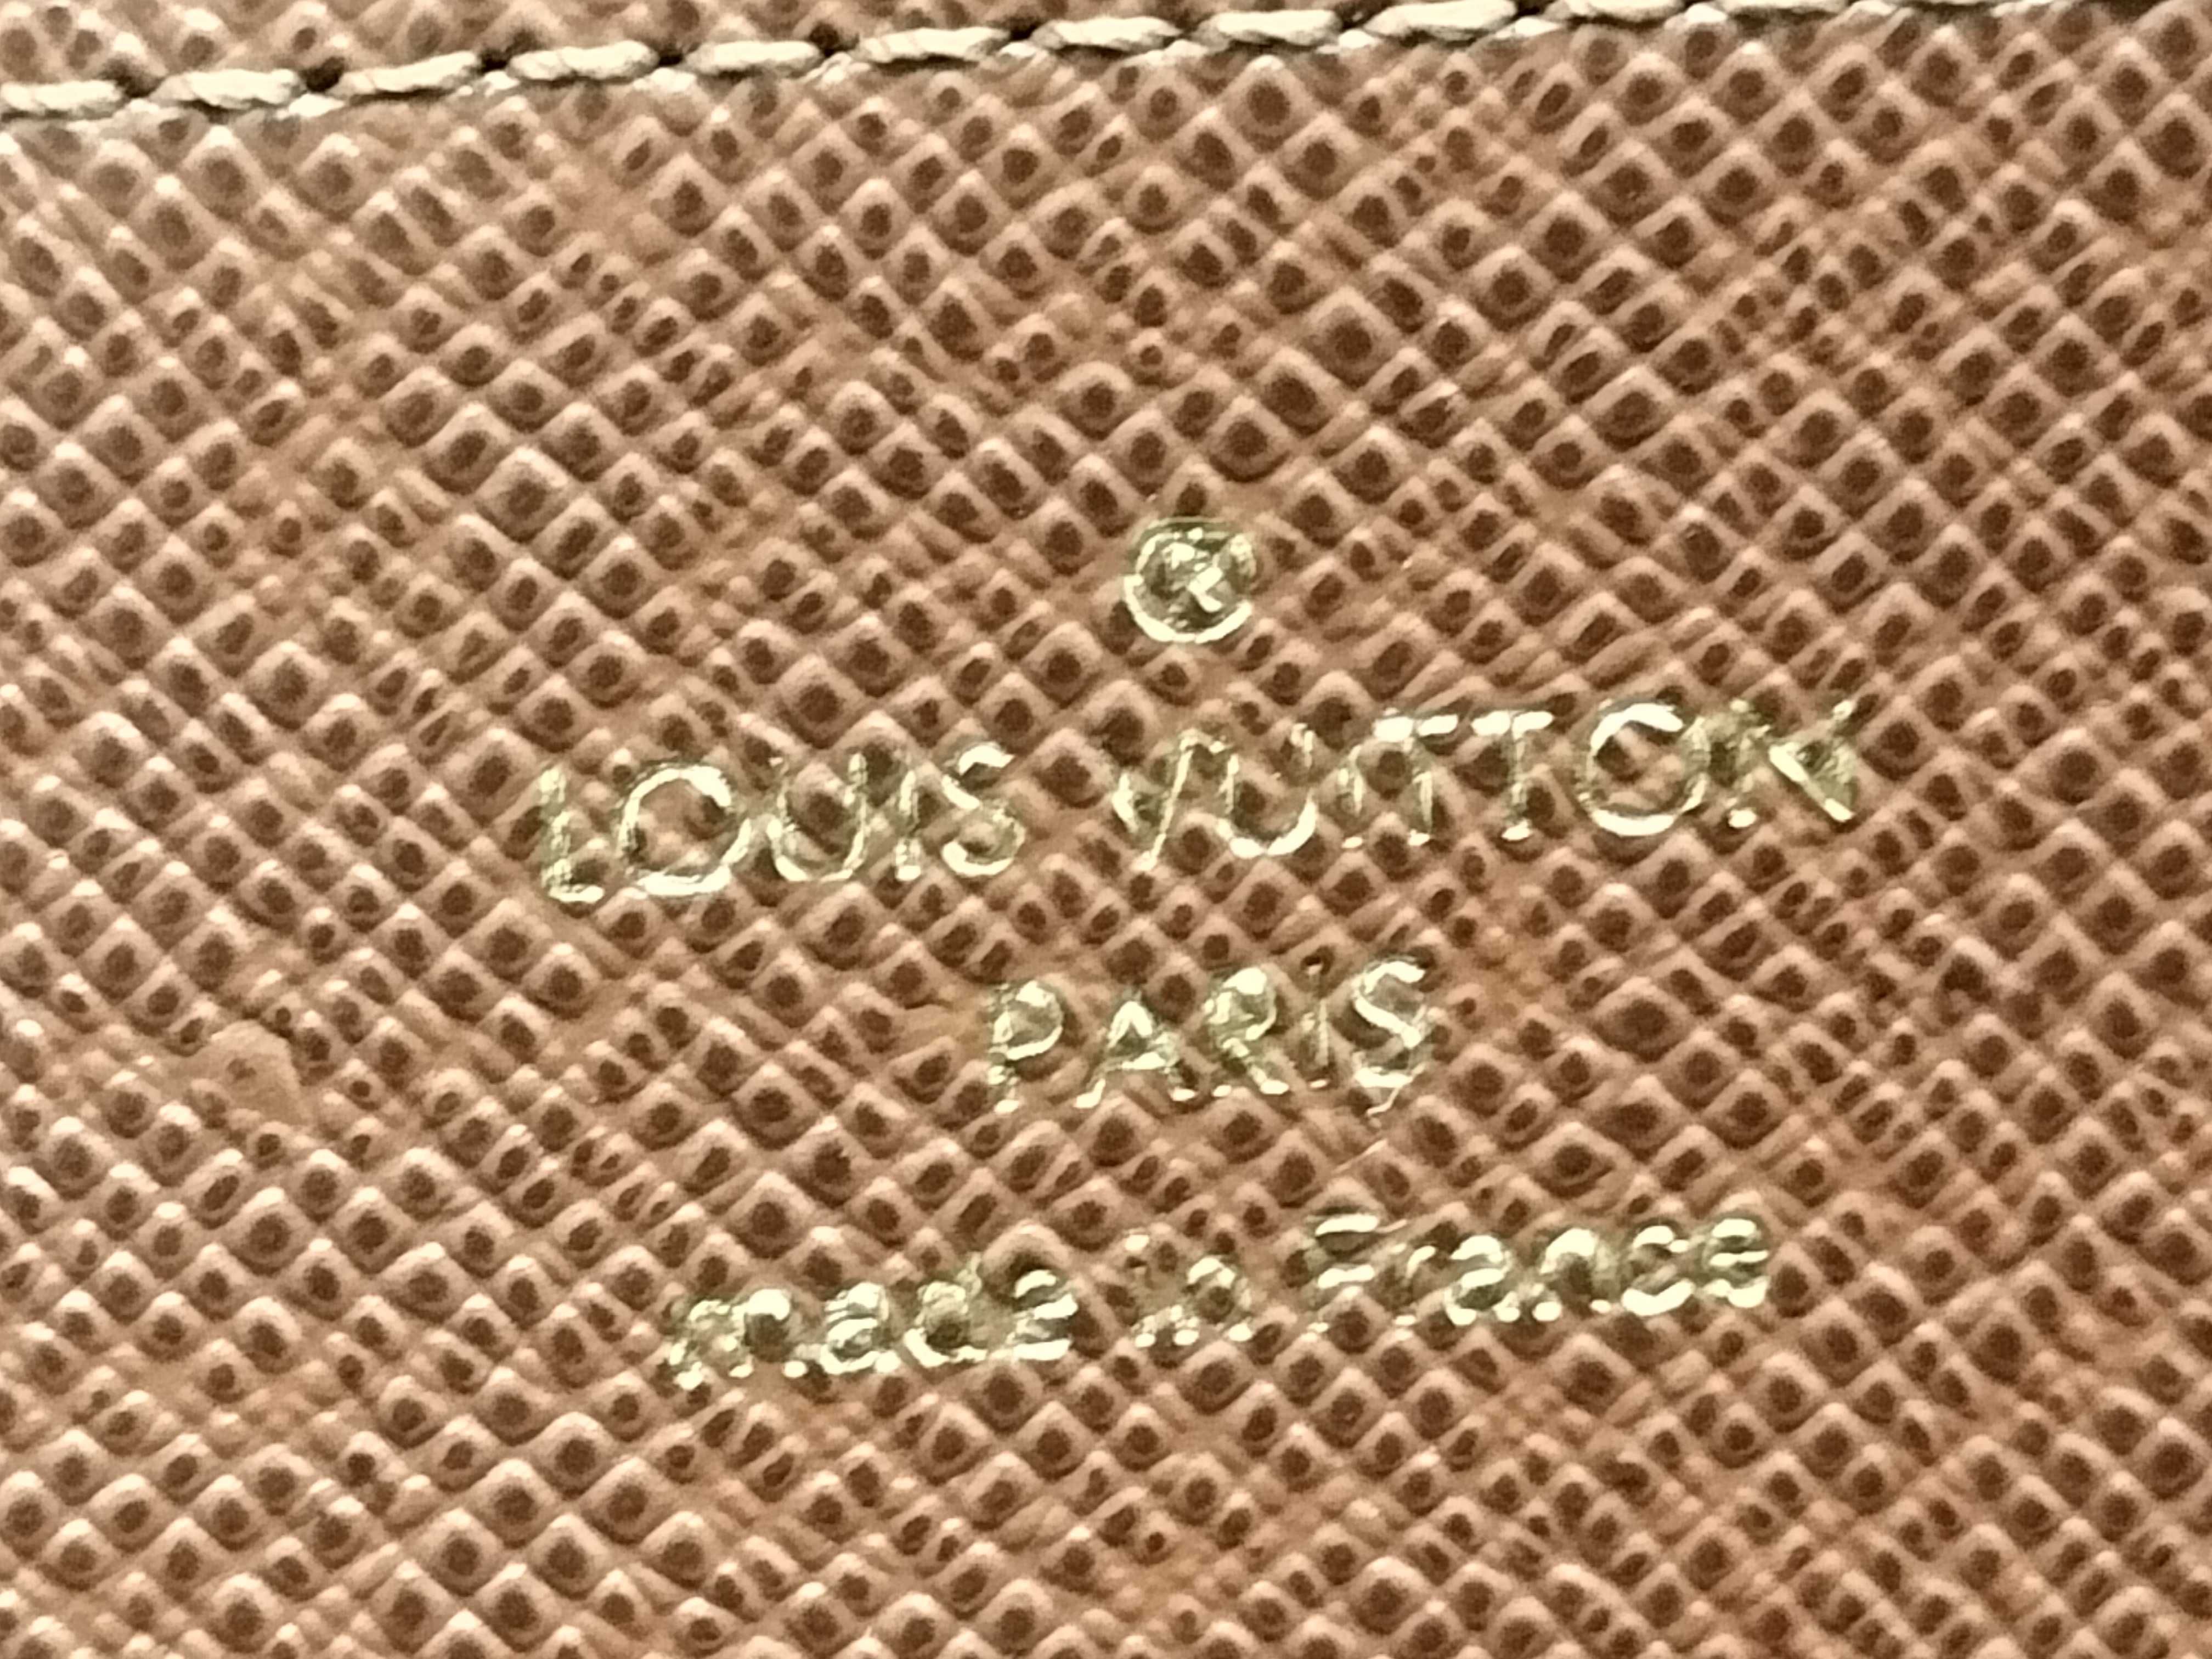 ®
LOUIS VUITTON
PARIS
made in France